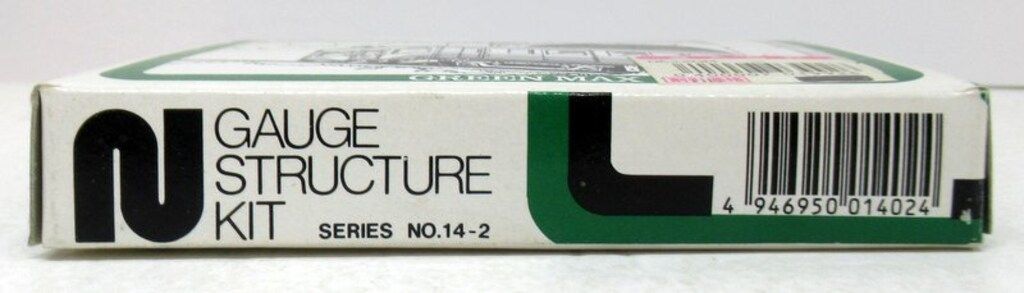 GREEN MAX
N GAUGE
STRUCTURE
KIT SERIES NO.14-2
4 946950 014024